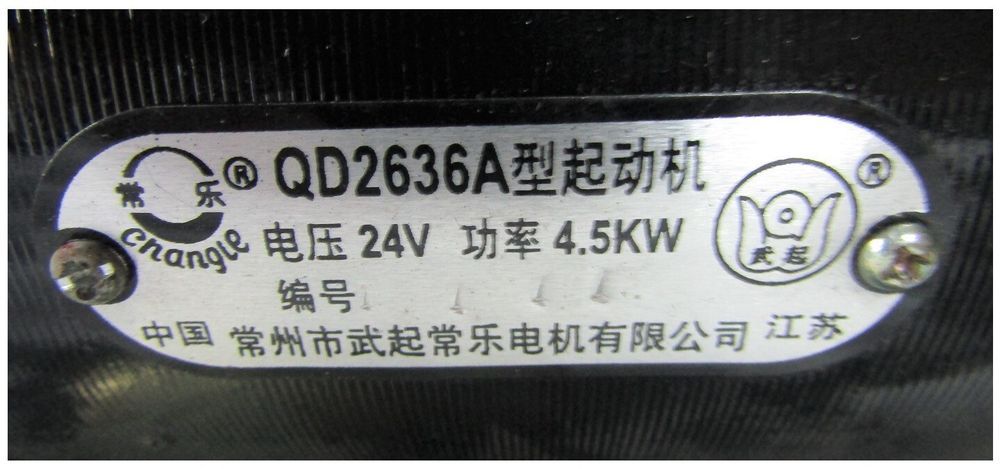 常乐® QD2636A型起动机 ®
changle 电压 24V 功率 4.5KW 武起
编号
中国 常州市武起常乐电机有限公司 江苏